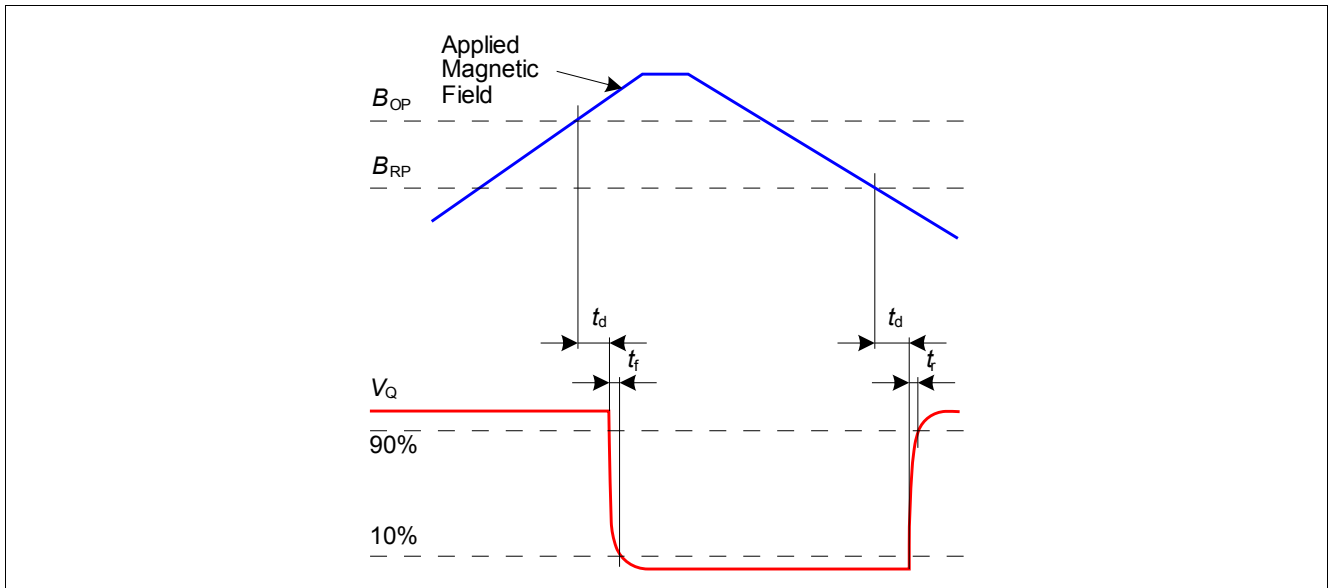 Applied
Magnetic
Field
BOP
BRP
td
td
tf
tr
VQ
90%
10%